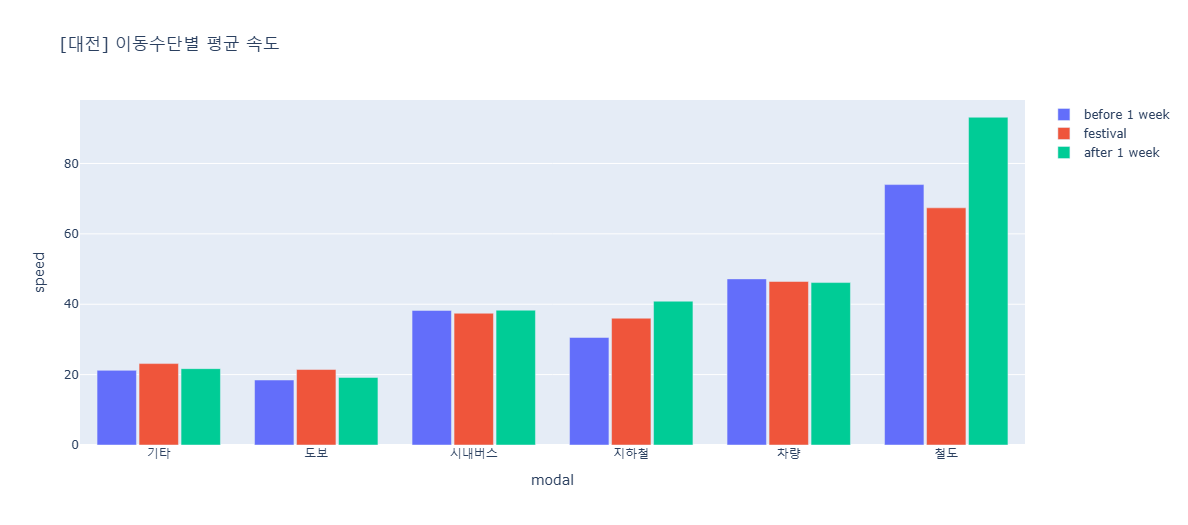 [대전] 이동수단별 평균 속도
before 1 week
festival
after 1 week
speed
80
60
40
20
0
기타 도보 시내버스 지하철 차량 철도
modal